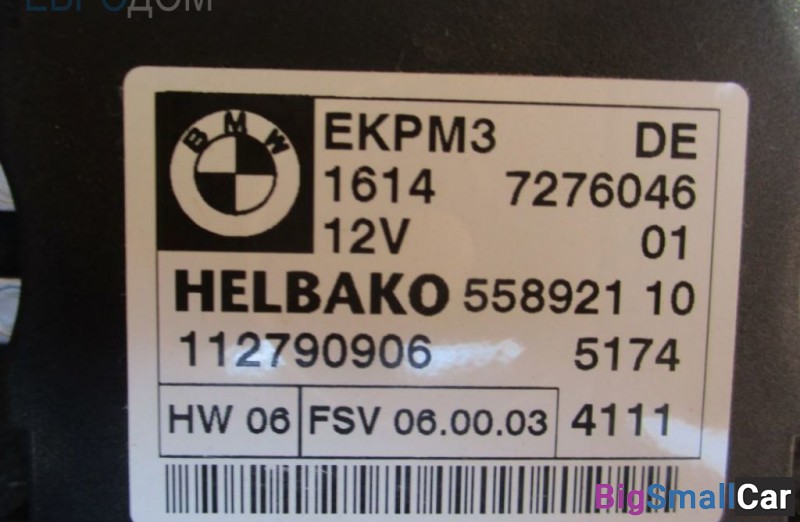 ЕВРОДОМ
BMW
EKPM3 DE
1614 7276046
12V 01
HELBAKO 558921 10
112790906 5174
HW 06 FSV 06.00.03 4111
BigSmallCar